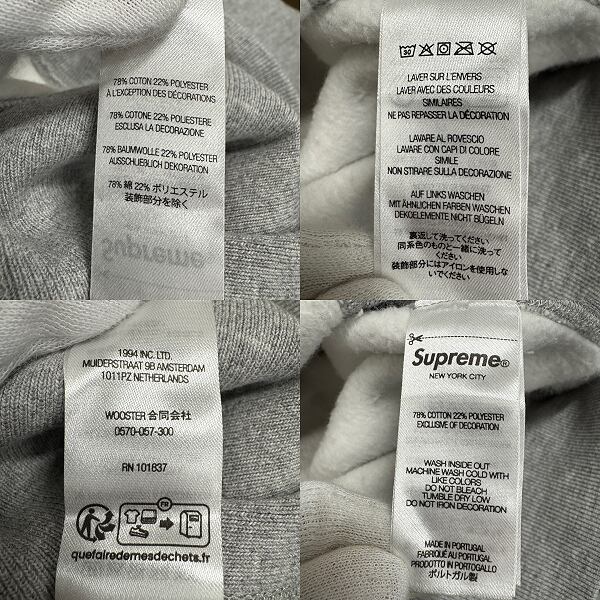 78% COTON 22% POLYESTER
À L'EXCEPTION DES DÉCORATIONS
78% COTONE 22% POLIESTERE
ESCLUSA LA DECORAZIONE
78% BAUMWOLLE 22% POLYESTER
AUSSCHLIEßLICH DEKORATION
78% 綿 22% ポリエステル
装飾部分を除く
Supreme
30
LAVER SUR L'ENVERS
LAVER AVEC DES COULEURS
SIMILAIRES
NE PAS REPASSER LA DÉCORATION
LAVARE AL ROVESCIO
LAVARE CON CAPI DI COLORE
SIMILE
NON STIRARE SULLA DECORAZIONE
AUF LINKS WASCHEN
MIT ÄHNLICHEN FARBEN WASCHEN
DEKOELEMENTE NICHT BÜGELN
裏返して洗ってください
同系色のものと一緒に洗って
ください
装飾部分にはアイロンを使用しな
いでください
1994 INC. LTD.
MUIDERSTRAAT 9B AMSTERDAM
1011PZ NETHERLANDS
WOOSTER 合同会社
0570-057-300
RN 101837
FR
quefairedemesdechets.fr
Supreme®
NEW YORK CITY
78% COTTON 22% POLYESTER
EXCLUSIVE OF DECORATION
WASH INSIDE OUT
MACHINE WASH COLD WITH
LIKE COLORS
DO NOT BLEACH
TUMBLE DRY LOW
DO NOT IRON DECORATION
MADE IN PORTUGAL
FABRIQUÉ AU PORTUGAL
PRODOTTO IN PORTOGALLO
ポルトガル製